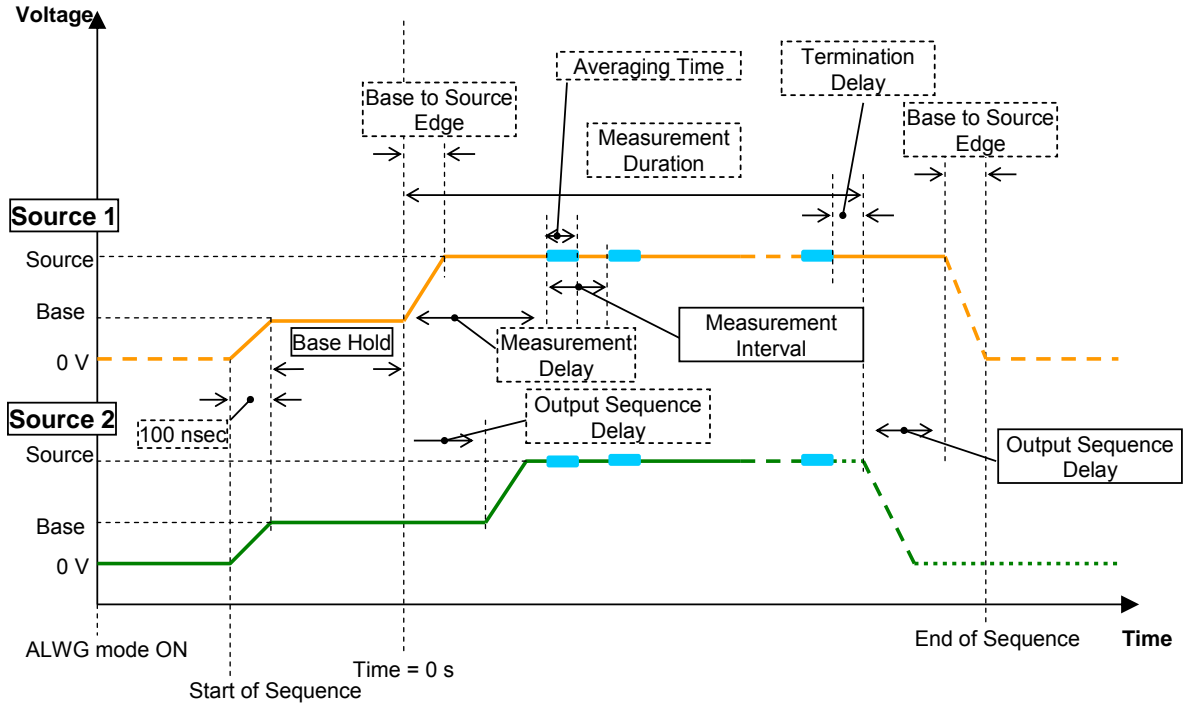 Voltage
Averaging Time
Termination
Delay
Base to Source
Edge
Measurement
Duration
Base to Source
Edge
Source 1
Source
Base
0 V
Base Hold
Measurement
Delay
Measurement
Interval
100 nsec
Output Sequence
Delay
Output Sequence
Delay
Source 2
Source
Base
0 V
ALWG mode ON
Start of Sequence
Time = 0 s
End of Sequence
Time